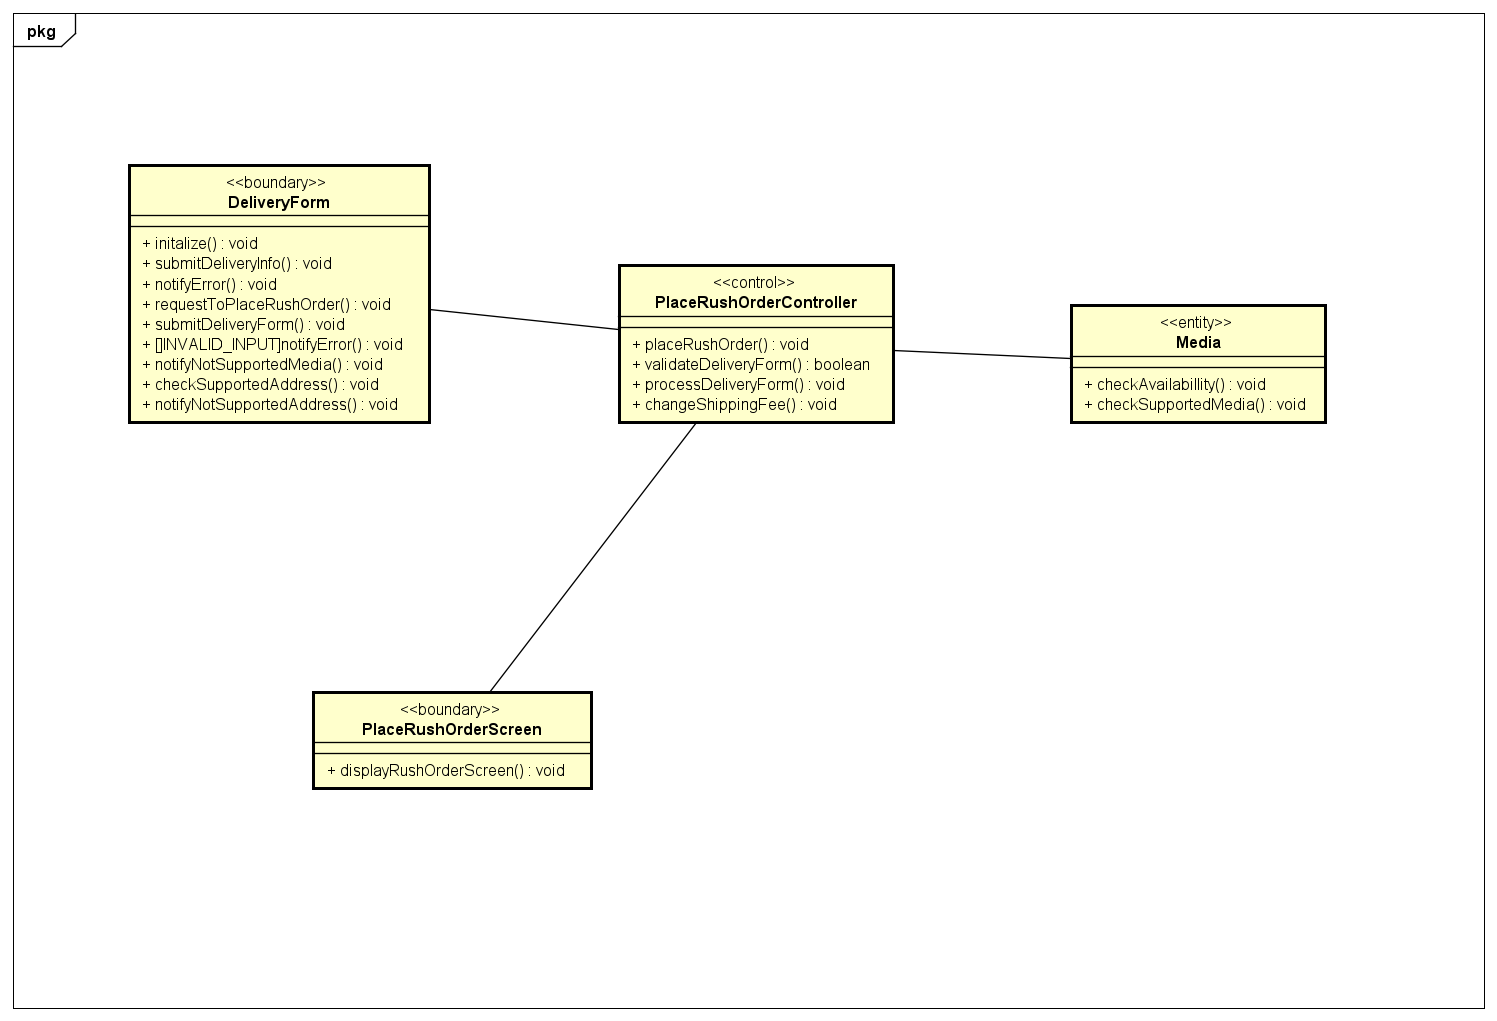 pkg
<<boundary>>
DeliveryForm
+ initalize() : void
+ submitDeliveryInfo() : void
+ notifyError() : void
+ requestToPlaceRushOrder() : void
+ submitDeliveryForm() : void
+ []INVALID_INPUT]notifyError() : void
+ notifyNotSupportedMedia() : void
+ checkSupportedAddress() : void
+ notifyNotSupportedAddress() : void
<<control>>
PlaceRushOrderController
+ placeRushOrder() : void
+ validateDeliveryForm() : boolean
+ processDeliveryForm() : void
+ changeShippingFee() : void
<<entity>>
Media
+ checkAvailabillity() : void
+ checkSupportedMedia() : void
<<boundary>>
PlaceRushOrderScreen
+ displayRushOrderScreen() : void